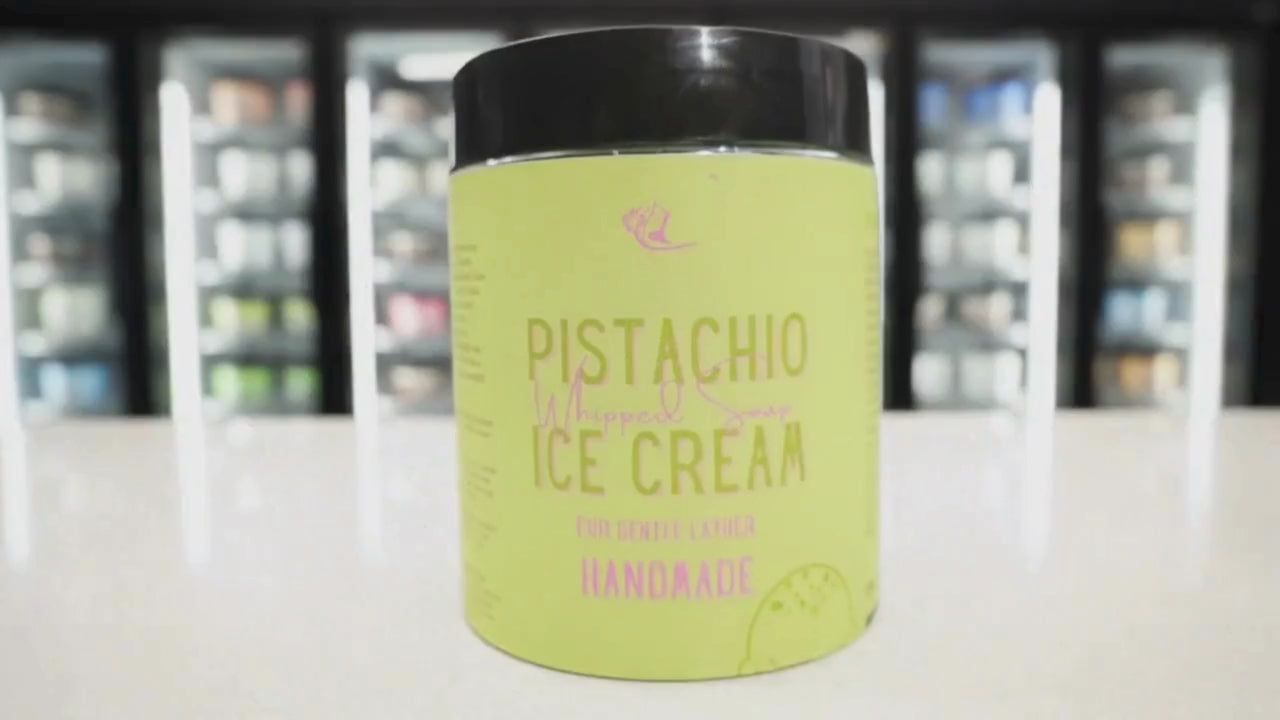 PISTACHIO
Whipped Soap
ICE CREAM
FOR GENTLE LATHER
HANDMADE